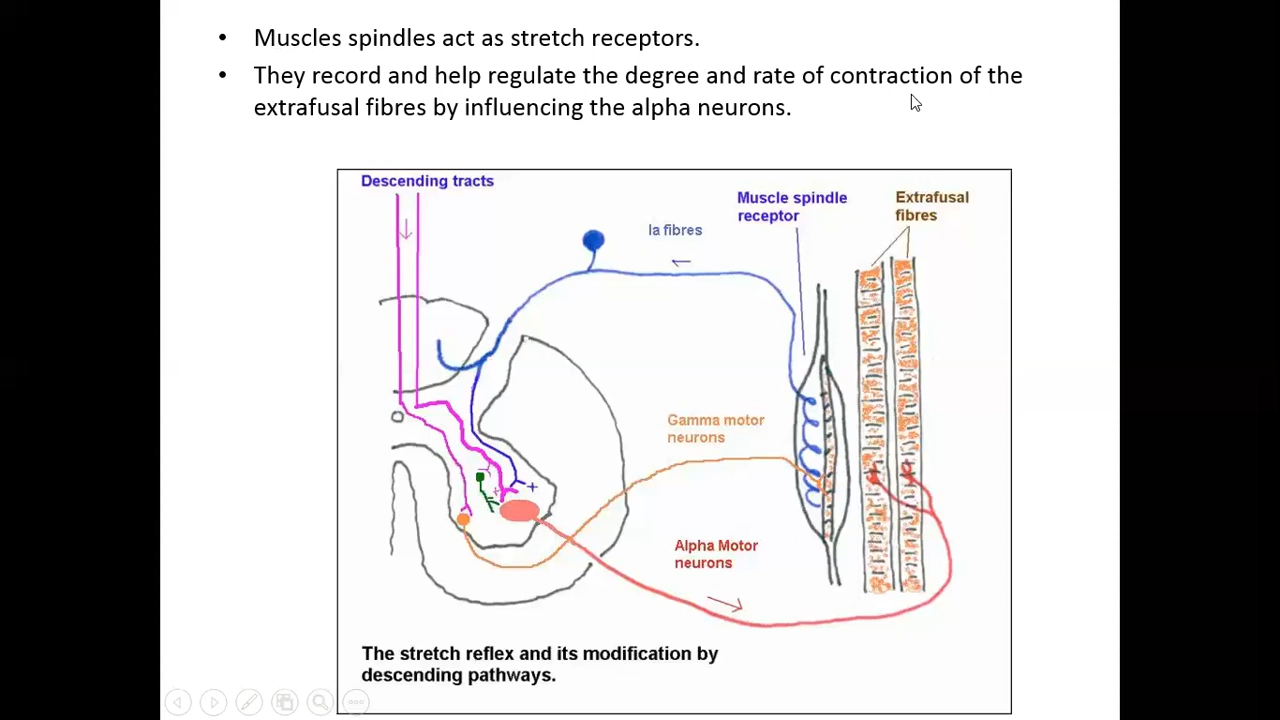 • Muscles spindles act as stretch receptors.
• They record and help regulate the degree and rate of contraction of the
extrafusal fibres by influencing the alpha neurons.
Descending tracts
Ia fibres
Muscle spindle
receptor
Extrafusal
fibres
Gamma motor
neurons
+
+
Alpha Motor
neurons
The stretch reflex and its modification by
descending pathways.